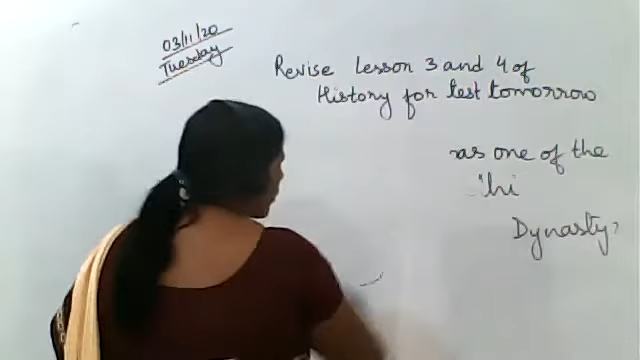 03/11/20
Tuesday
Revise Lesson 3 and 4 of
History for test tomorrow
as one of the
Dynasty?